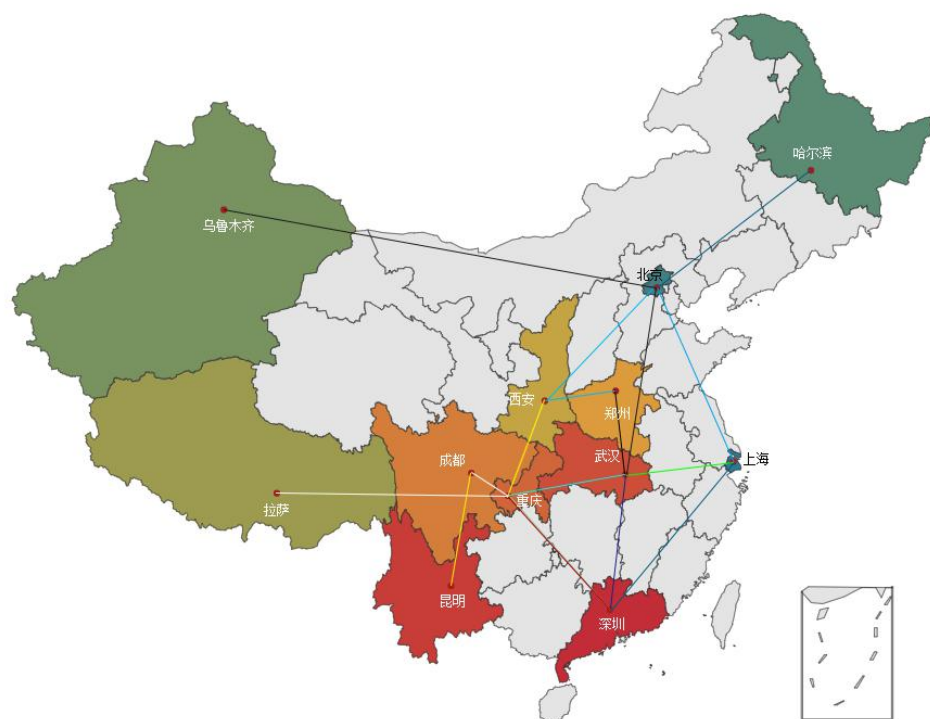 哈尔滨
乌鲁木齐
北京
西安
郑州
武汉
上海
成都
重庆
拉萨
昆明
深圳